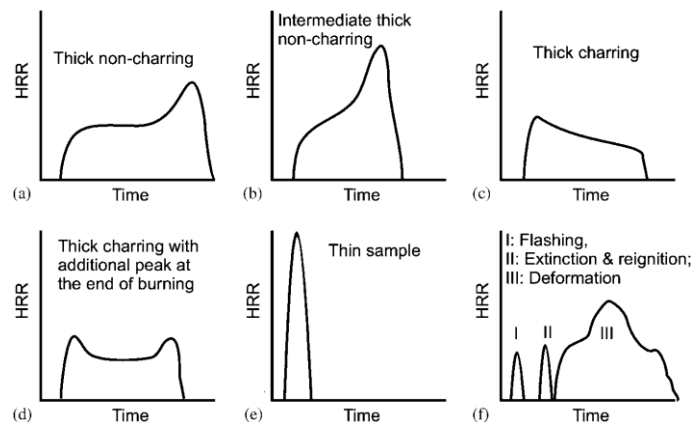 Thick non-charring
HRR
Time
(a)
Intermediate thick
non-charring
HRR
Time
(b)
Thick charring
HRR
Time
(c)
Thick charring with
additional peak at
the end of burning
HRR
Time
(d)
Thin sample
HRR
Time
(e)
I: Flashing,
II: Extinction & reignition;
III: Deformation
I
II
III
HRR
Time
(f)